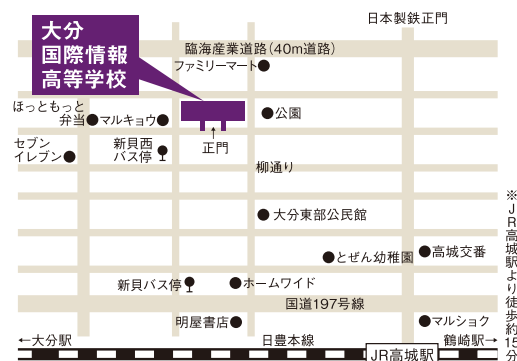 日本製鉄正門
大分
国際情報
高等学校
臨海産業道路(40m道路)
ファミリーマート
ほっともっと
弁当
マルキョウ
公園
セブン
イレブン
新貝西
バス停
正門
柳通り
大分東部公民館
高城交番
とぜん幼稚園
新貝バス停
ホームワイド
国道197号線
明屋書店
マルショク
←大分駅
日豊本線
鶴崎駅→
JR高城駅
※JR高城駅より徒歩約15分